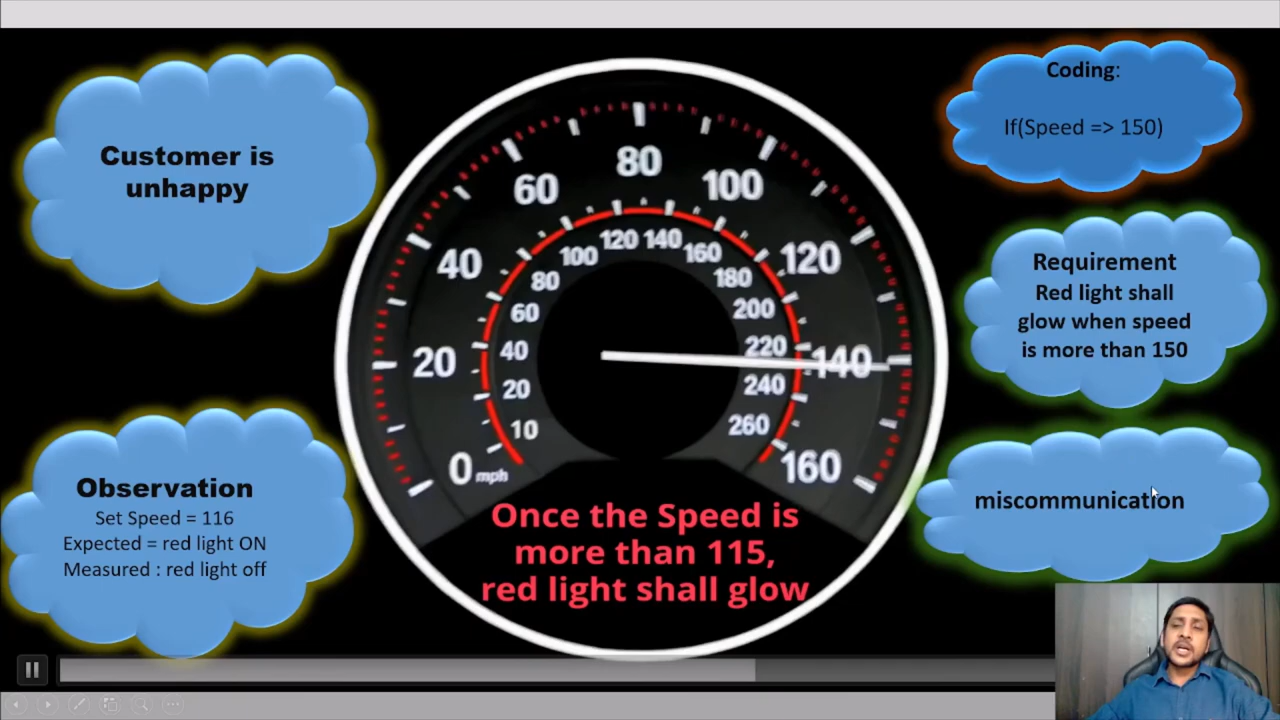 Customer is
unhappy
Observation
Set Speed = 116
Expected = red light ON
Measured : red light off
80
60
100
40
120
20
140
0
mph
160
120
140
100
160
80
180
60
200
40
220
20
240
10
260
Once the Speed is
more than 115,
red light shall glow
Coding:
If(Speed => 150)
Requirement
Red light shall
glow when speed
is more than 150
miscommunication